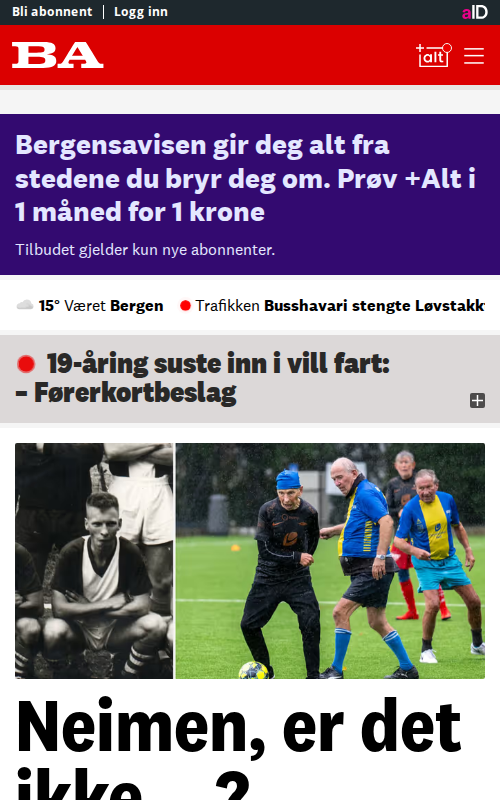 Bli abonnent | Logg inn
aID
BA
+alt
Bergensavisen gir deg alt fra
stedene du bryr deg om. Prøv +Alt i
1 måned for 1 krone
Tilbudet gjelder kun nye abonnenter.
15° Været Bergen Trafikken Busshavari stengte Løvstakk
19-åring suste inn i vill fart:
– Førerkortbeslag
Neimen, er det
ikke ...?